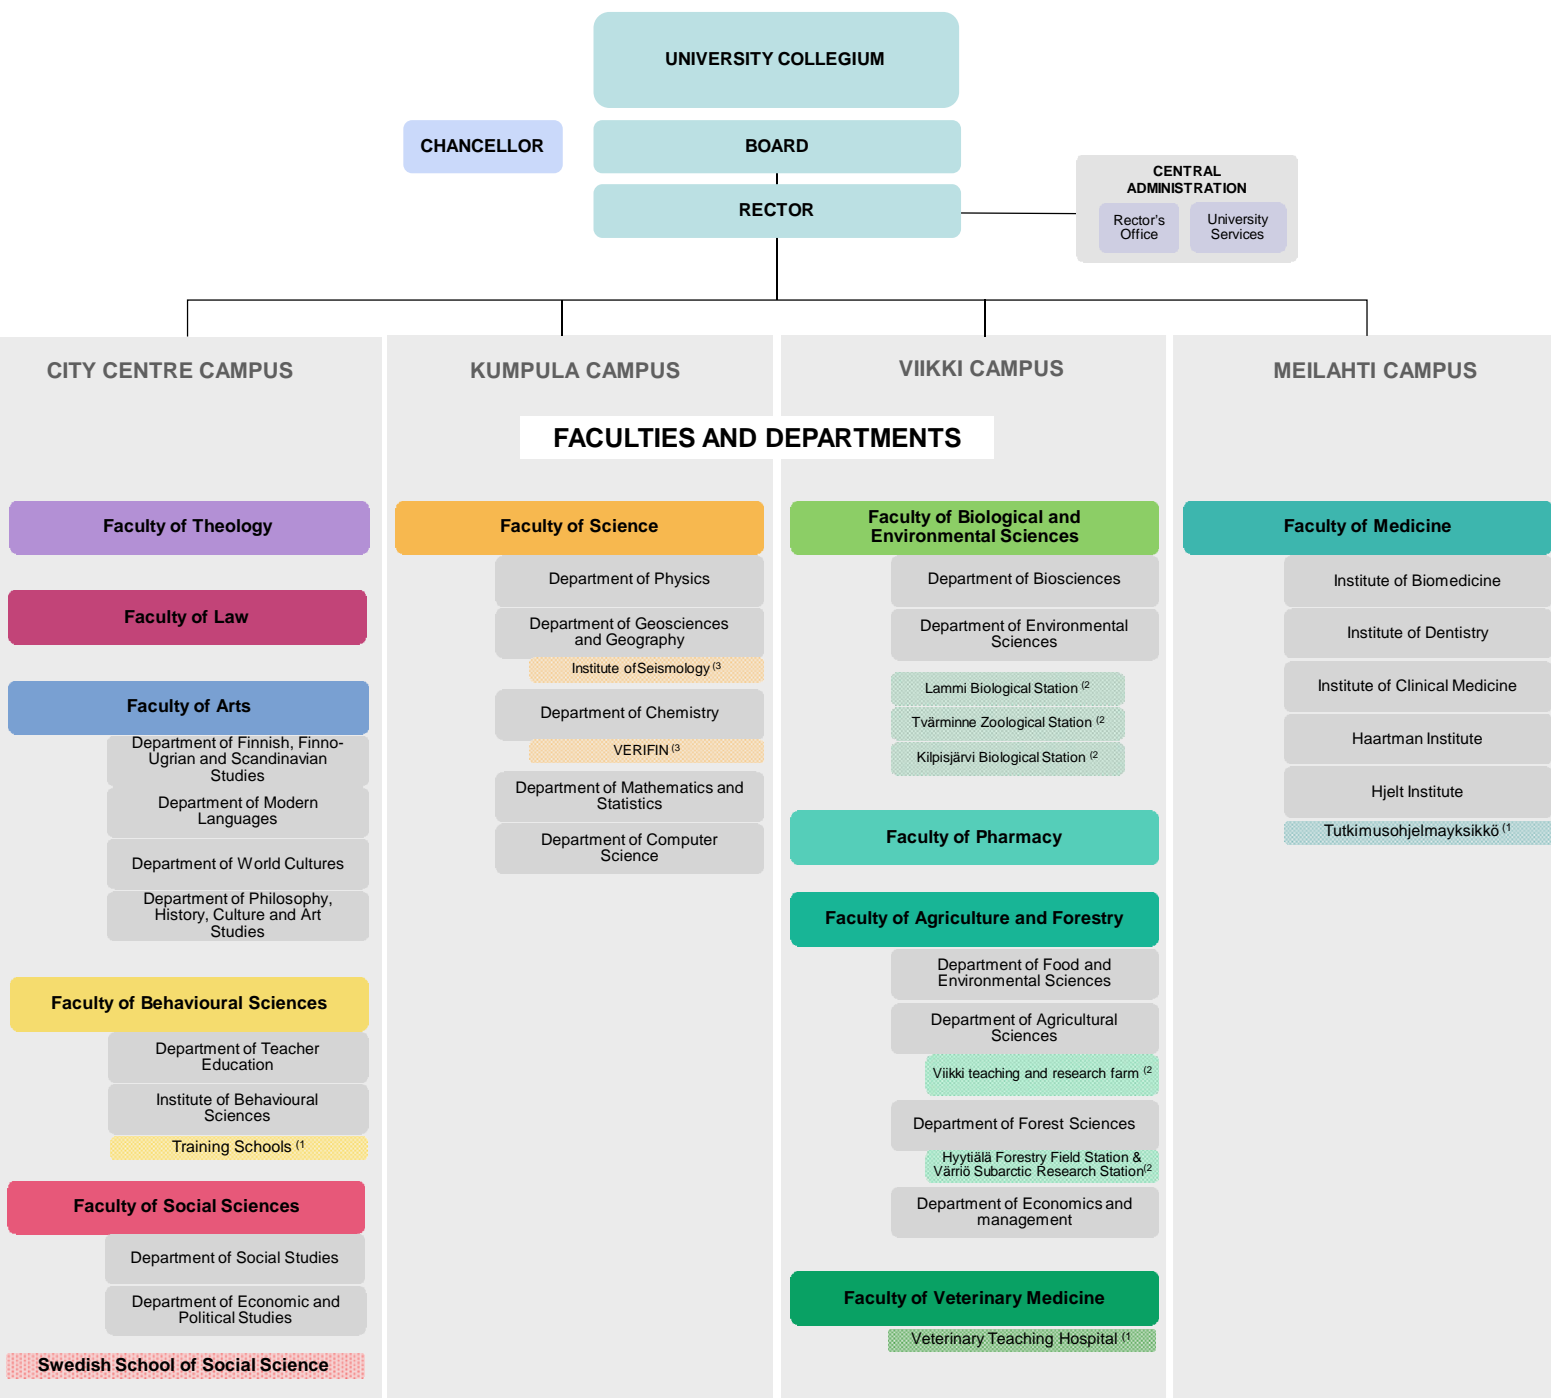 UNIVERSITY COLLEGIUM
CHANCELLOR
BOARD
RECTOR
CENTRAL
ADMINISTRATION
Rector's
Office
University
Services
CITY CENTRE CAMPUS
KUMPULA CAMPUS
VIIKKI CAMPUS
MEILAHTI CAMPUS
FACULTIES AND DEPARTMENTS
Faculty of Theology
Faculty of Law
Faculty of Arts
Department of Finnish, Finno-
Ugrian and Scandinavian
Studies
Department of Modern
Languages
Department of World Cultures
Department of Philosophy,
History, Culture and Art
Studies
Faculty of Behavioural Sciences
Department of Teacher
Education
Institute of Behavioural
Sciences
Training Schools (1
Faculty of Social Sciences
Department of Social Studies
Department of Economic and
Political Studies
Swedish School of Social Science
Faculty of Science
Department of Physics
Department of Geosciences
and Geography
Institute of Seismology (3
Department of Chemistry
VERIFIN (3
Department of Mathematics and
Statistics
Department of Computer
Science
Faculty of Biological and
Environmental Sciences
Department of Biosciences
Department of Environmental
Sciences
Lammi Biological Station (2
Tvärminne Zoological Station (2
Kilpisjärvi Biological Station (2
Faculty of Pharmacy
Faculty of Agriculture and Forestry
Department of Food and
Environmental Sciences
Department of Agricultural
Sciences
Viikki teaching and research farm (2
Department of Forest Sciences
Hyytiälä Forestry Field Station &
Värriö Subarctic Research Station(2
Department of Economics and
management
Faculty of Veterinary Medicine
Veterinary Teaching Hospital (1
Faculty of Medicine
Institute of Biomedicine
Institute of Dentistry
Institute of Clinical Medicine
Haartman Institute
Hjelt Institute
Tutkimusohjelmayksikkö (1